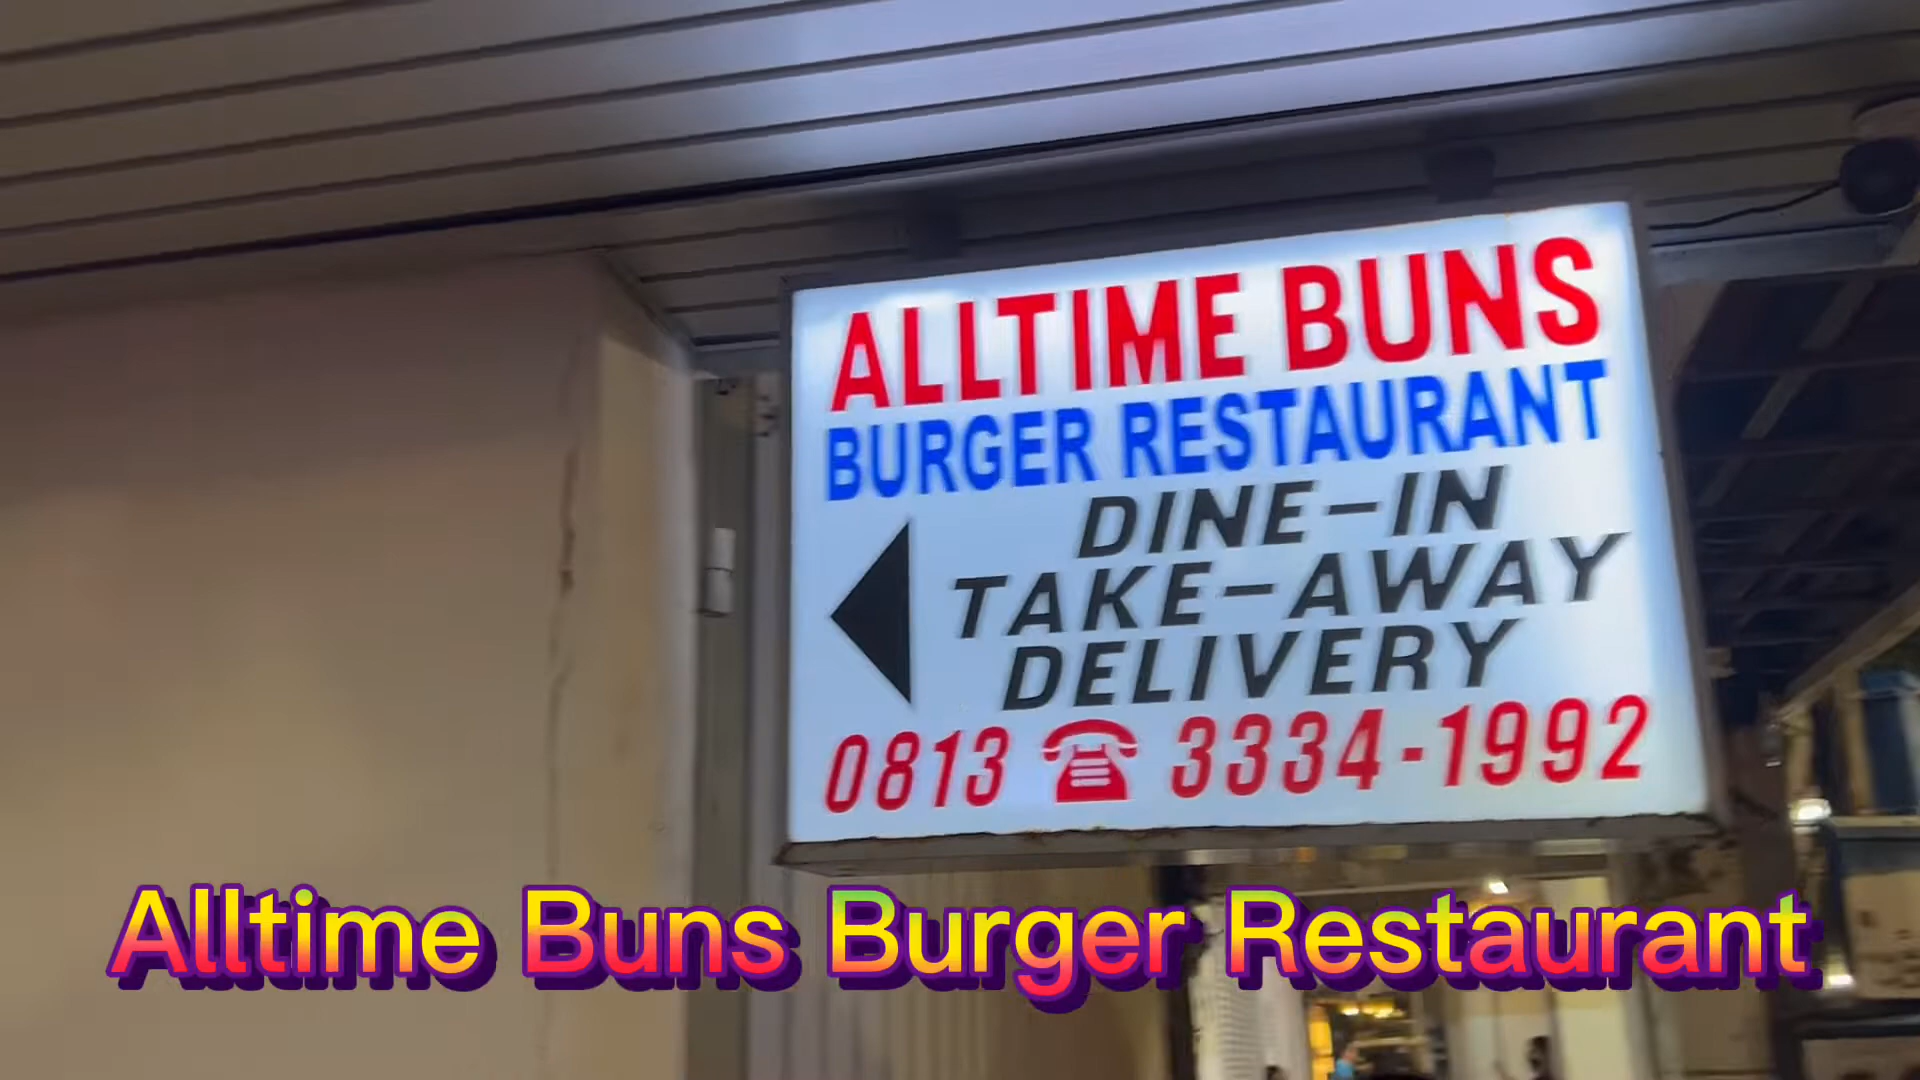 ALLTIME BUNS
BURGER RESTAURANT
DINE-IN
TAKE-AWAY
DELIVERY
0813 3334-1992
Alltime Buns Burger Restaurant